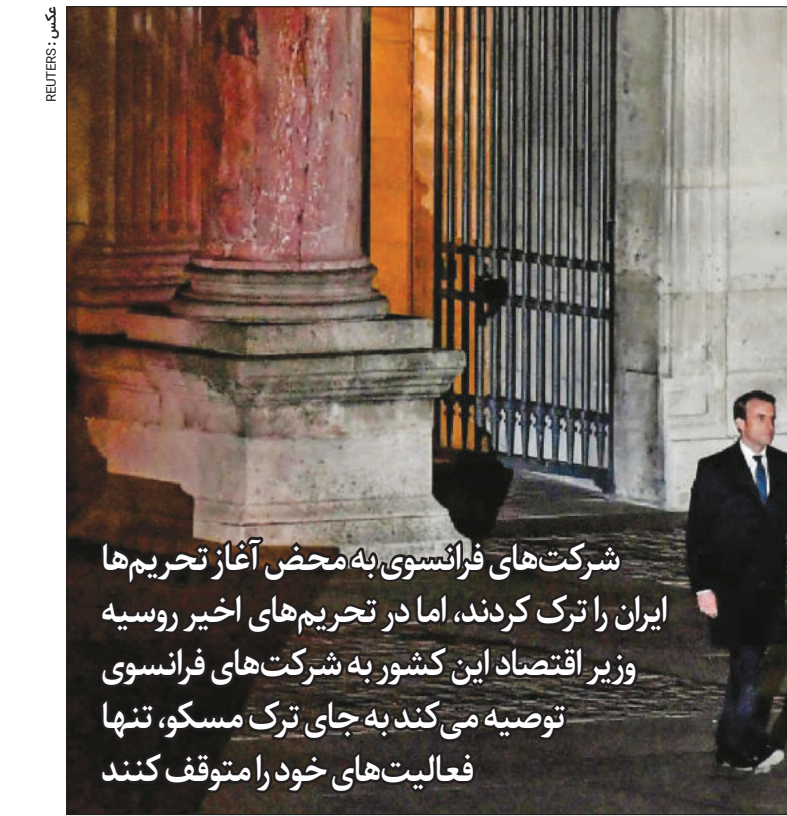 عکس : REUTERS
شرکت‌های فرانسوی به محض آغاز تحریم‌ها
ایران را ترک کردند، اما در تحریم‌های اخیر روسیه
وزیر اقتصاد این کشور به شرکت‌های فرانسوی
توصیه می‌کند به جای ترک مسکو، تنها
فعالیت‌های خود را متوقف کنند